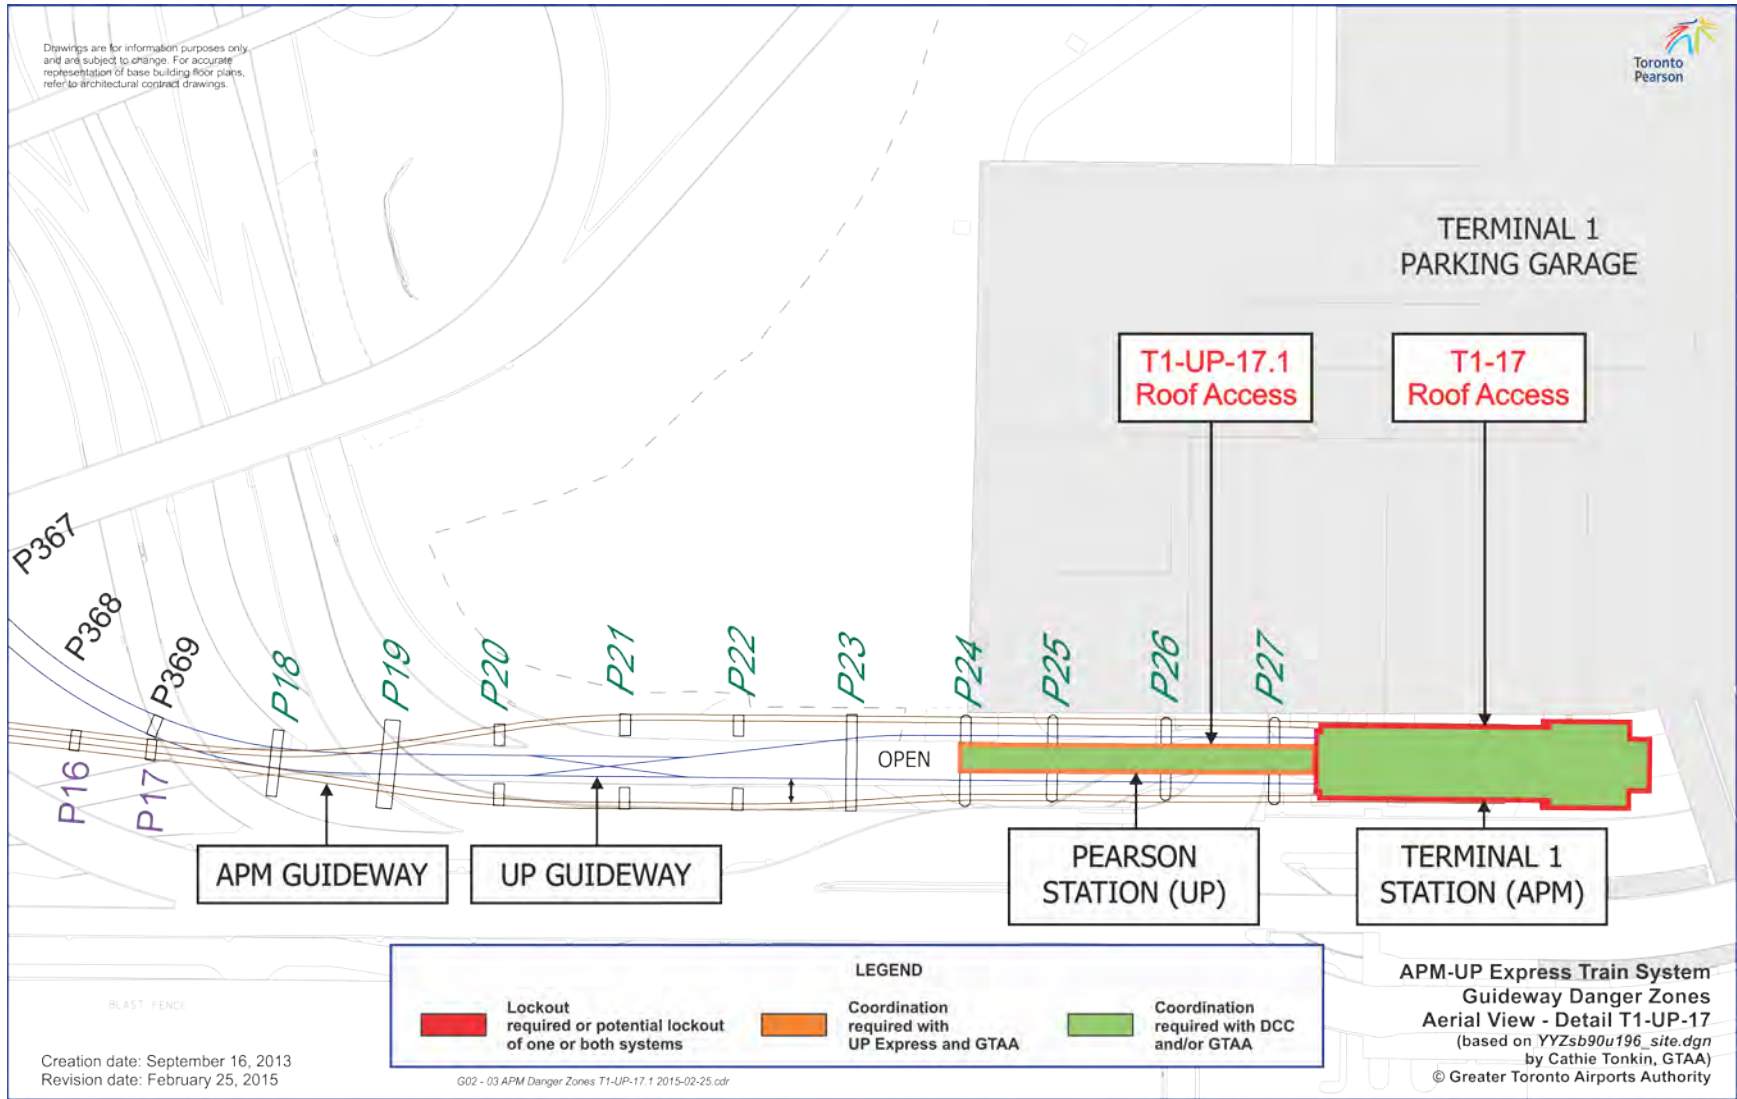 Drawings are for information purposes only
and are subject to change. For accurate
representation of base building floor plans,
refer to architectural contract drawings.
Toronto
Pearson
TERMINAL 1
PARKING GARAGE
T1-UP-17.1
Roof Access
T1-17
Roof Access
P367
P368
P369
P18
P19
P20
P21
P22
P23
P24
P25
P26
P27
P16
P17
OPEN
APM GUIDEWAY
UP GUIDEWAY
PEARSON
STATION (UP)
TERMINAL 1
STATION (APM)
LEGEND
Lockout
required or potential lockout
of one or both systems
Coordination
required with
UP Express and GTAA
Coordination
required with DCC
and/or GTAA
APM-UP Express Train System
Guideway Danger Zones
Aerial View - Detail T1-UP-17
(based on YYZsb90u196_site.dgn
by Cathie Tonkin, GTAA)
© Greater Toronto Airports Authority
BLAST FENCE
Creation date: September 16, 2013
Revision date: February 25, 2015
G02 - 03 APM Danger Zones T1-UP-17.1 2015-02-25.cdr